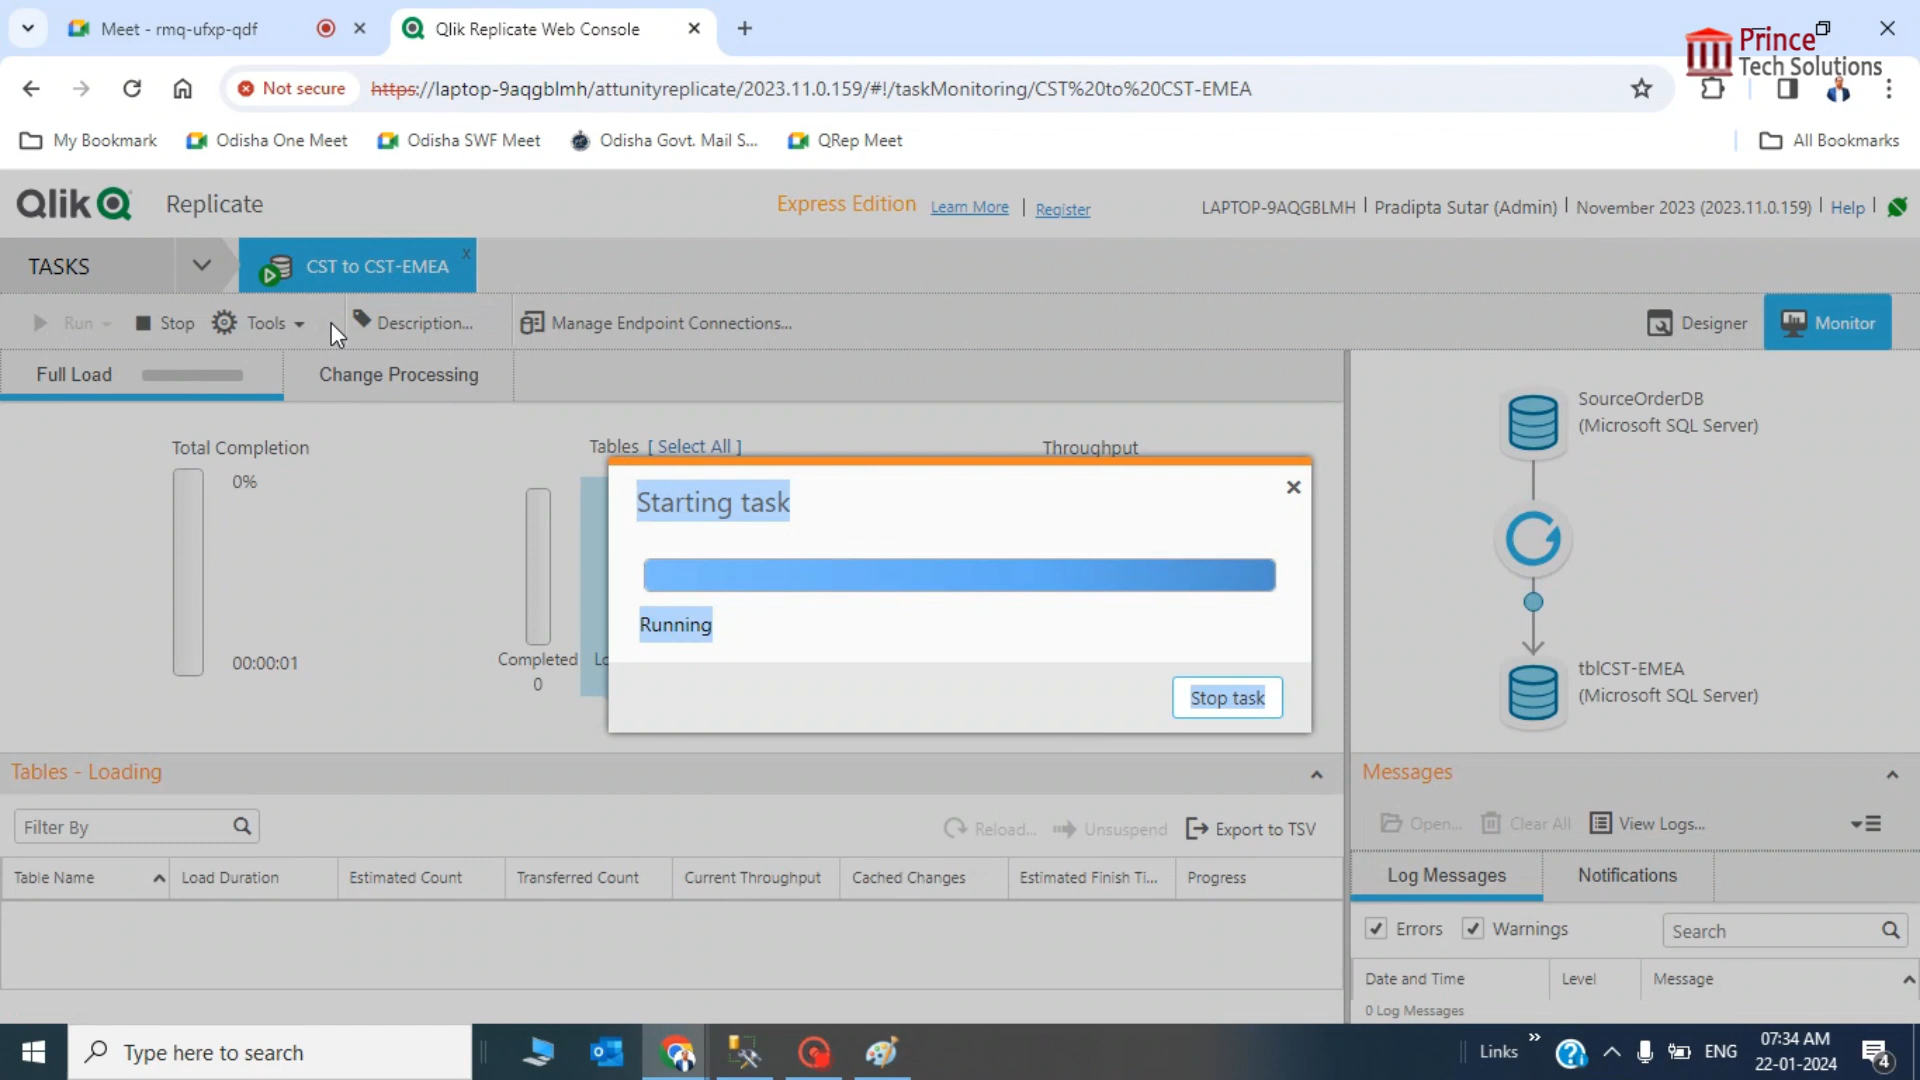 Meet - rmq-ufxp-qdf
Qlik Replicate Web Console
Prince
Tech Solutions
Not secure
https://laptop-9aqgblmh/attunityreplicate/2023.11.0.159/#!/taskMonitoring/CST%20to%20CST-EMEA
My Bookmark
Odisha One Meet
Odisha SWF Meet
Odisha Govt. Mail S...
QRep Meet
All Bookmarks
Qlik
Replicate
Express Edition
Learn More
Register
LAPTOP-9AQGBLMH
Pradipta Sutar (Admin)
November 2023 (2023.11.0.159)
Help
TASKS
CST to CST-EMEA
x
Run
Stop
Tools
Description...
Manage Endpoint Connections...
Designer
Monitor
Full Load
Change Processing
Total Completion
0%
00:00:01
Tables [ Select All ]
Throughput
Completed
0
Lo
Starting task
Running
Stop task
SourceOrderDB
(Microsoft SQL Server)
tblCST-EMEA
(Microsoft SQL Server)
Tables - Loading
Filter By
Reload...
Unsuspend
Export to TSV
Table Name
Load Duration
Estimated Count
Transferred Count
Current Throughput
Cached Changes
Estimated Finish Ti...
Progress
Messages
Open...
Clear All
View Logs...
Log Messages
Notifications
Errors
Warnings
Search
Date and Time
Level
Message
0 Log Messages
Type here to search
Links
ENG
07:34 AM
22-01-2024
4